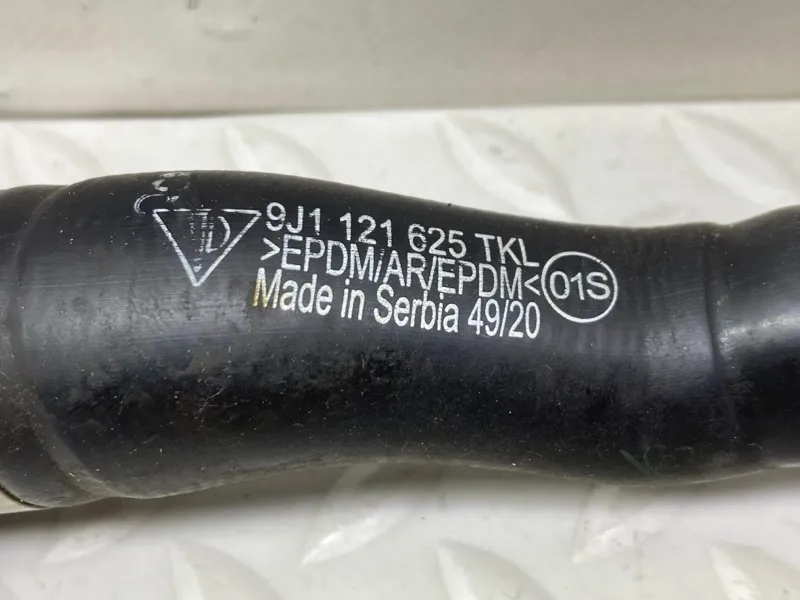 9J1 121 625 TKL
>EPDM/AR/EPDM<
01S
Made in Serbia 49/20